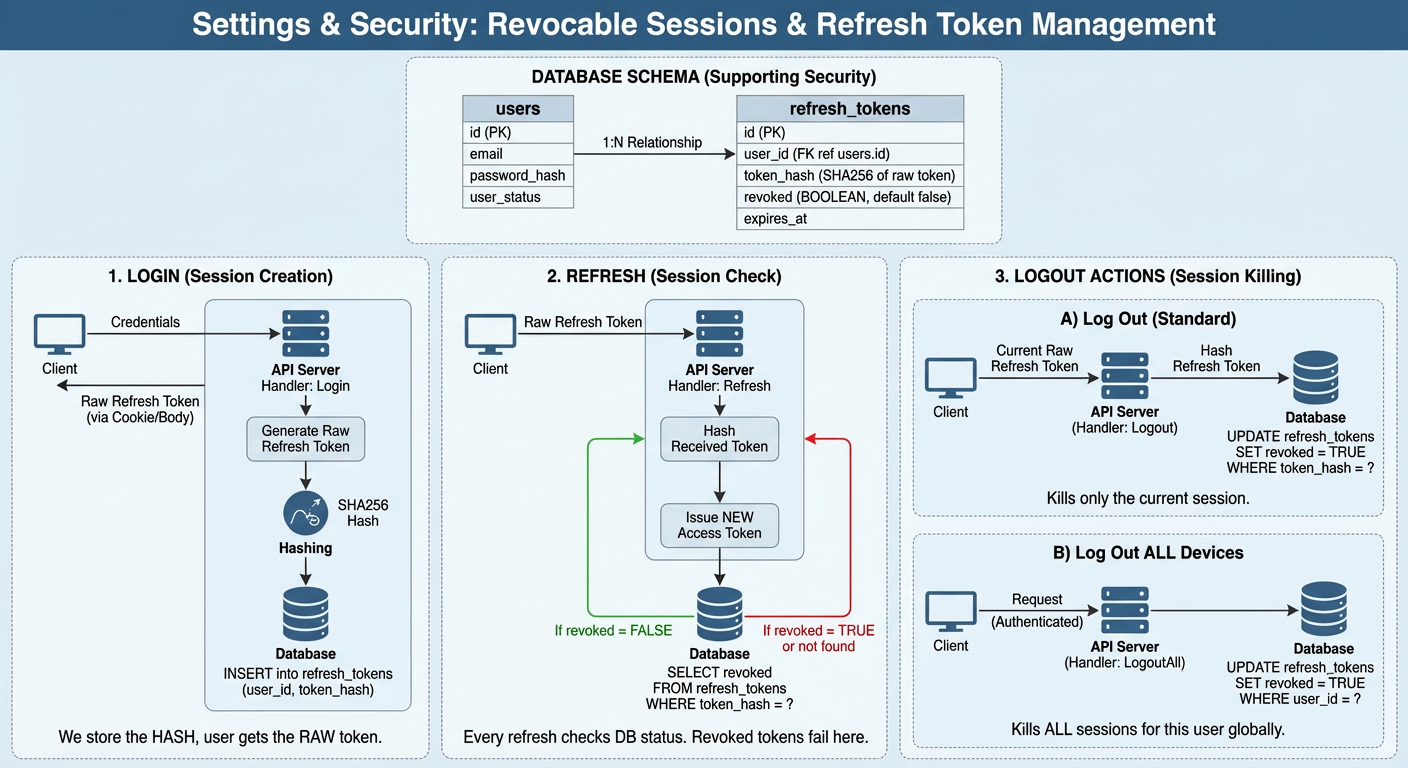 Settings & Security: Revocable Sessions & Refresh Token Management
DATABASE SCHEMA (Supporting Security)
users
id (PK)
email
password_hash
user_status
1:N Relationship
refresh_tokens
id (PK)
user_id (FK ref users.id)
token_hash (SHA256 of raw token)
revoked (BOOLEAN, default false)
expires_at
1. LOGIN (Session Creation)
Client
Credentials
Raw Refresh Token
(via Cookie/Body)
API Server
Handler: Login
Generate Raw
Refresh Token
SHA256
Hash
Hashing
Database
INSERT into refresh_tokens
(user_id, token_hash)
We store the HASH, user gets the RAW token.
2. REFRESH (Session Check)
Client
Raw Refresh Token
API Server
Handler: Refresh
Hash
Received Token
Issue NEW
Access Token
If revoked = FALSE
If revoked = TRUE
or not found
Database
SELECT revoked
FROM refresh_tokens
WHERE token_hash = ?
Every refresh checks DB status. Revoked tokens fail here.
3. LOGOUT ACTIONS (Session Killing)
A) Log Out (Standard)
Client
Current Raw
Refresh Token
API Server
(Handler: Logout)
Hash
Refresh Token
Database
UPDATE refresh_tokens
SET revoked = TRUE
WHERE token_hash = ?
Kills only the current session.
B) Log Out ALL Devices
Client
Request
(Authenticated)
API Server
(Handler: LogoutAll)
Database
UPDATE refresh_tokens
SET revoked = TRUE
WHERE user_id = ?
Kills ALL sessions for this user globally.